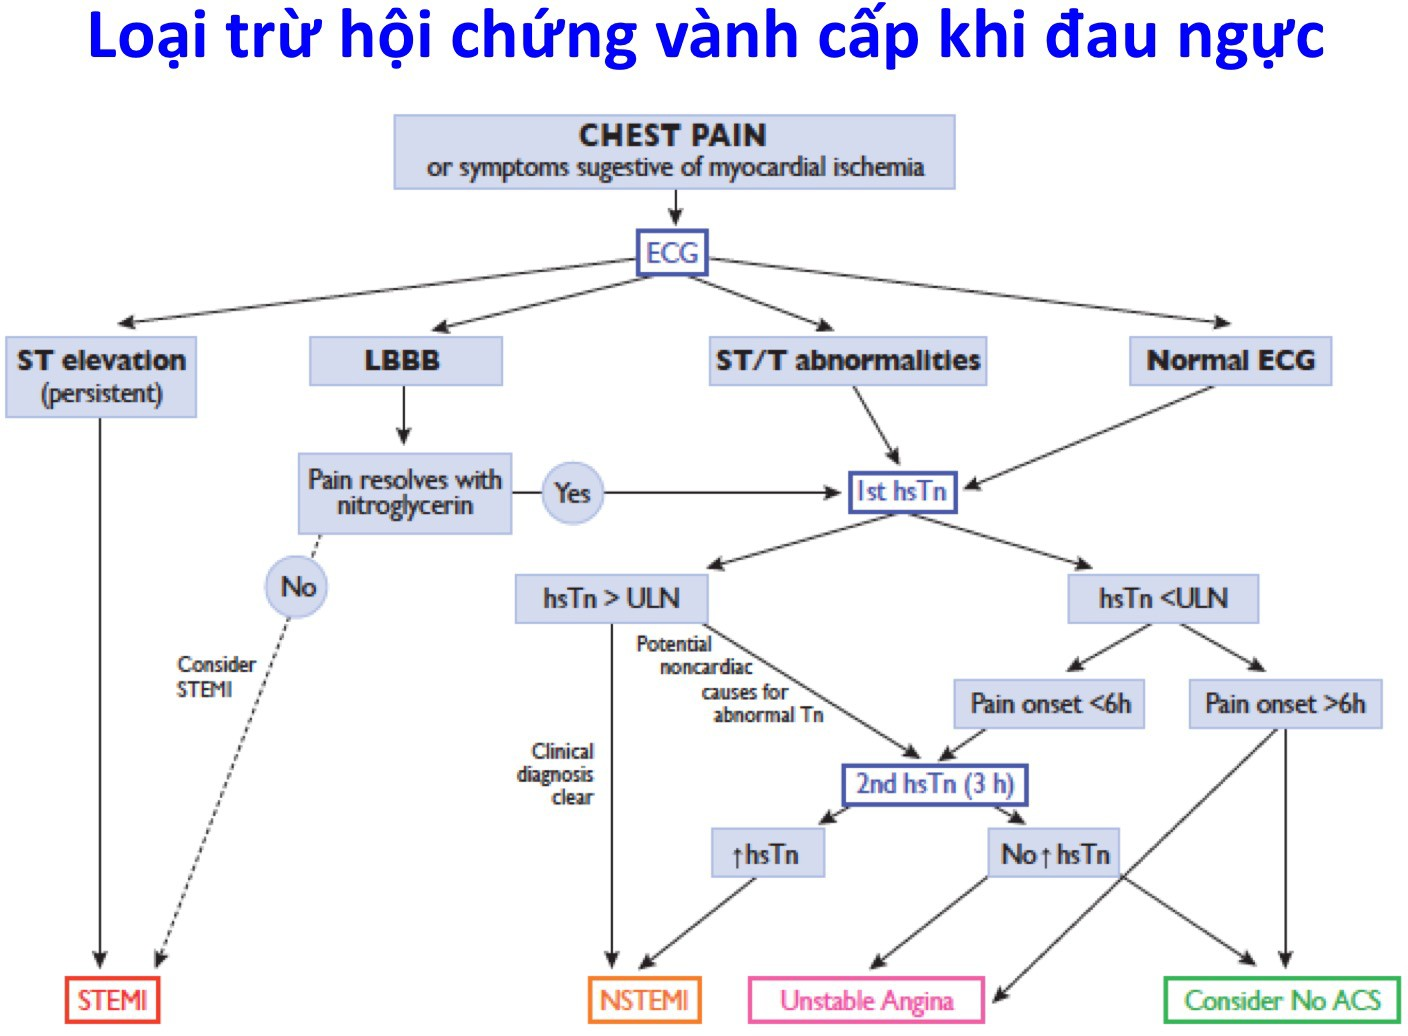 Loại trừ hội chứng vành cấp khi đau ngực
CHEST PAIN
or symptoms sugestive of myocardial ischemia
ECG
ST elevation
(persistent)
LBBB
ST/T abnormalities
Normal ECG
Pain resolves with
nitroglycerin
Yes
1st hsTn
No
hsTn > ULN
hsTn <ULN
Consider
STEMI
Potential
noncardiac
causes for
abnormal Tn
Pain onset <6h
Pain onset >6h
Clinical
diagnosis
clear
2nd hsTn (3 h)
↑hsTn
No↑hsTn
STEMI
NSTEMI
Unstable Angina
Consider No ACS